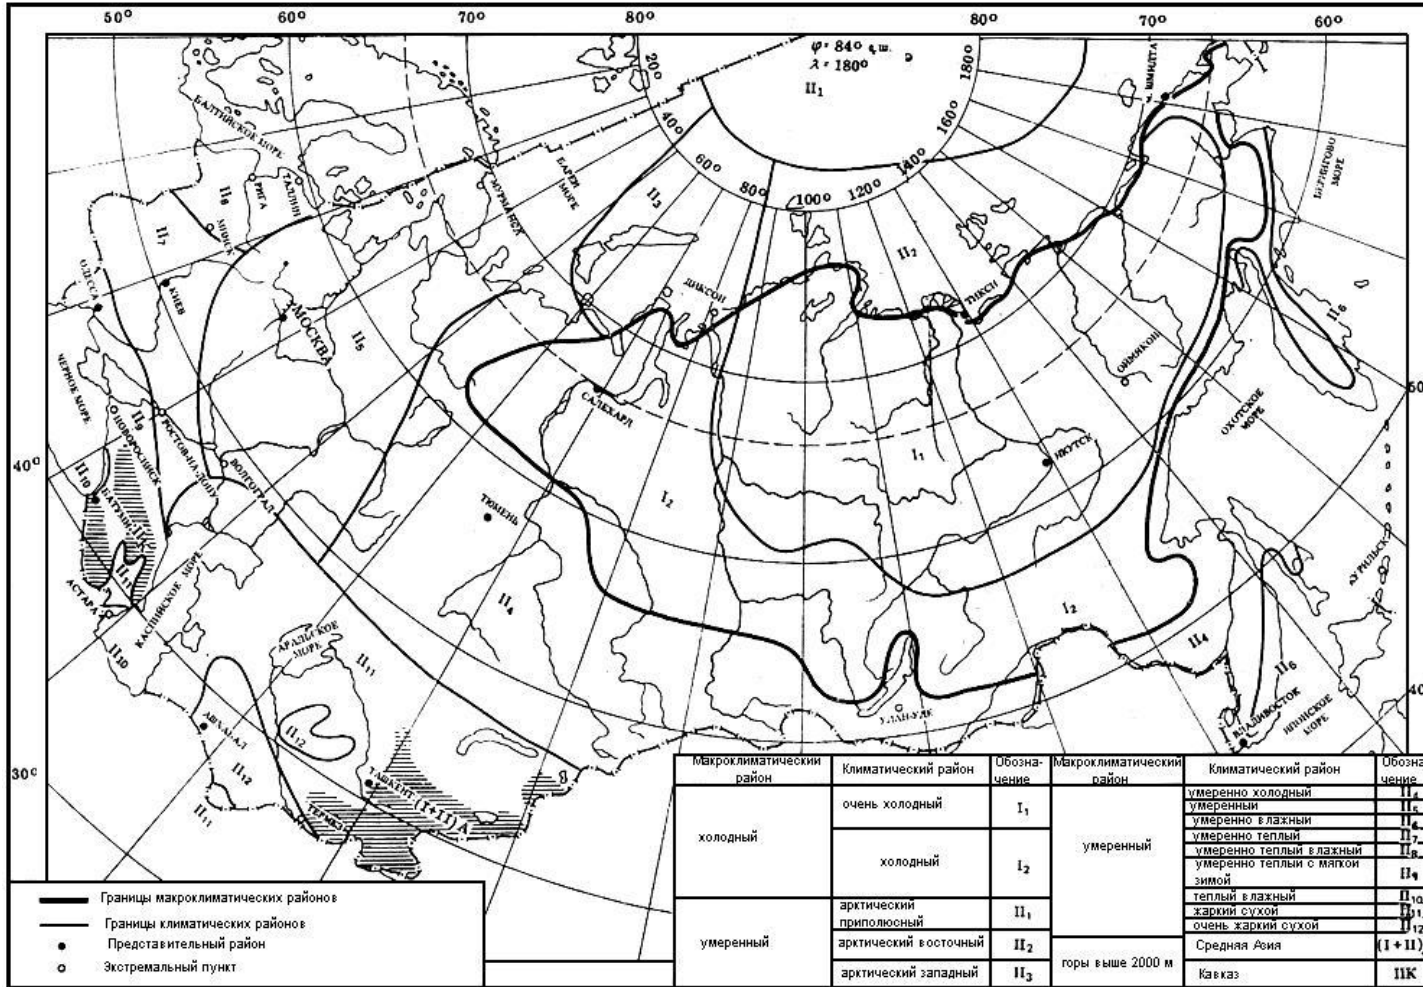 50° 60° 70° 80° 80° 70° 60°
φ = 84° с.ш.
λ = 180°
II₁
20° 180°
40° 160°
60° 140°
80° 100° 120°
м. ШМИДТА
БАЛТИЙСКОЕ МОРЕ
РИГА
ТАЛЛИН
МУРМАНСК
МОРЕ
БЕРИНГОВО
МОРЕ
II₃
II₈
МИНСК
II₇
II₂
ОДЕССА
КИЕВ
ДИКСОН
ТИКСИ
МОСКВА
II₅
II₆
ОЙМЯКОН
ЧЕРНОЕ МОРЕ
САЛЕХАРД
ОХОТСКОЕ
МОРЕ
II₉
НОВОРОССИЙСК
РОСТОВ-НА-ДОНУ
ВОЛГОГРАД
40°
II₁₀
БАТУМИ
I₁
ЯКУТСК
I₂
ТЮМЕНЬ
II₁₁
АСТАРА
КАСПИЙСКОЕ МОРЕ
II₄
I₂
КУРИЛЬСК
АРАЛЬСКОЕ
МОРЕ
II₁₀
II₁₁
II₄
II₆
УЛАН-УДЭ
ВЛАДИВОСТОК
ЯПОНСКОЕ
МОРЕ
АШХАБАД
II₁₂
II₁₂
30°
II₁₁
ТАШКЕНТ
(I+II) А
ТЕРМЕЗ
Макроклиматический район Климатический район Обозна-чение Макроклиматический район Климатический район Обозна-чение
холодный очень холодный I₁ умеренный умеренно холодный II₄
умеренный II₅
умеренно влажный II₆
холодный I₂ умеренно теплый II₇
умеренно теплый влажный II₈
умеренно теплый с мягкой зимой II₉
умеренный арктический приполюсный II₁ теплый влажный II₁₀
жаркий сухой II₁₁
очень жаркий сухой II₁₂
арктический восточный II₂ горы выше 2000 м Средняя Азия (I+II)
арктический западный II₃ Кавказ IIК
Границы макроклиматических районов
Границы климатических районов
Представительный район
Экстремальный пункт